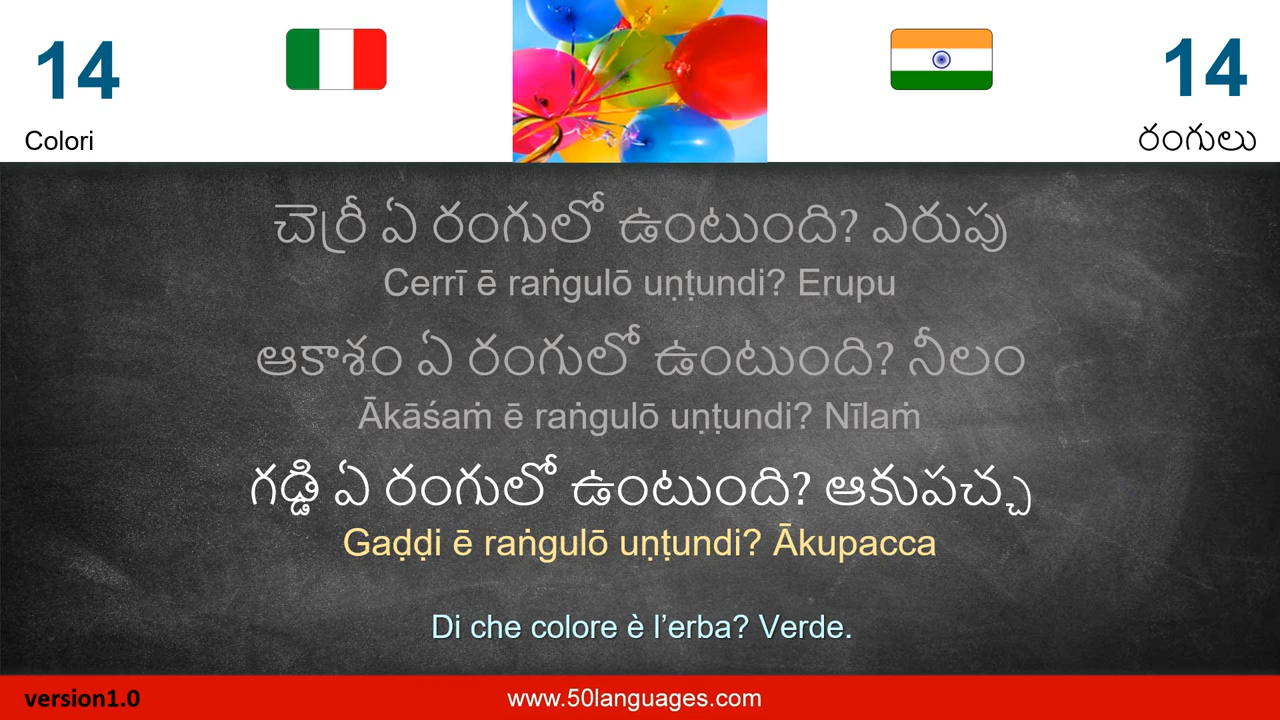 14
14
Colori
రంగులు
చెర్రీ ఏ రంగులో ఉంటుంది? ఎరుపు
Cerrī ē raṅgulō uṇṭundi? Erupu
ఆకాశం ఏ రంగులో ఉంటుంది? నీలం
Ākāśaṁ ē raṅgulō uṇṭundi? Nīlaṁ
గడ్డి ఏ రంగులో ఉంటుంది? ఆకుపచ్చ
Gaḍḍi ē raṅgulō uṇṭundi? Ākupacca
Di che colore è l’erba? Verde.
version1.0
www.50languages.com